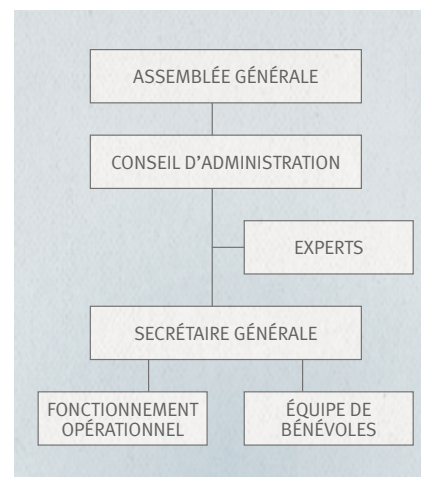 ASSEMBLÉE GÉNÉRALE
CONSEIL D’ADMINISTRATION
EXPERTS
SECRÉTAIRE GÉNÉRALE
FONCTIONNEMENT
OPÉRATIONNEL
ÉQUIPE DE
BÉNÉVOLES